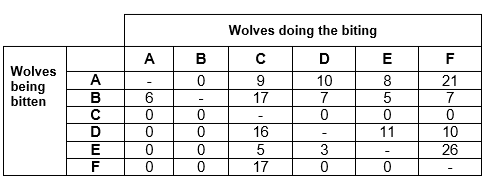 Wolves doing the biting
A B C D E F
Wolves
being
bitten
A - 0 9 10 8 21
B 6 - 17 7 5 7
C 0 0 - 0 0 0
D 0 0 16 - 11 10
E 0 0 5 3 - 26
F 0 0 17 0 0 -